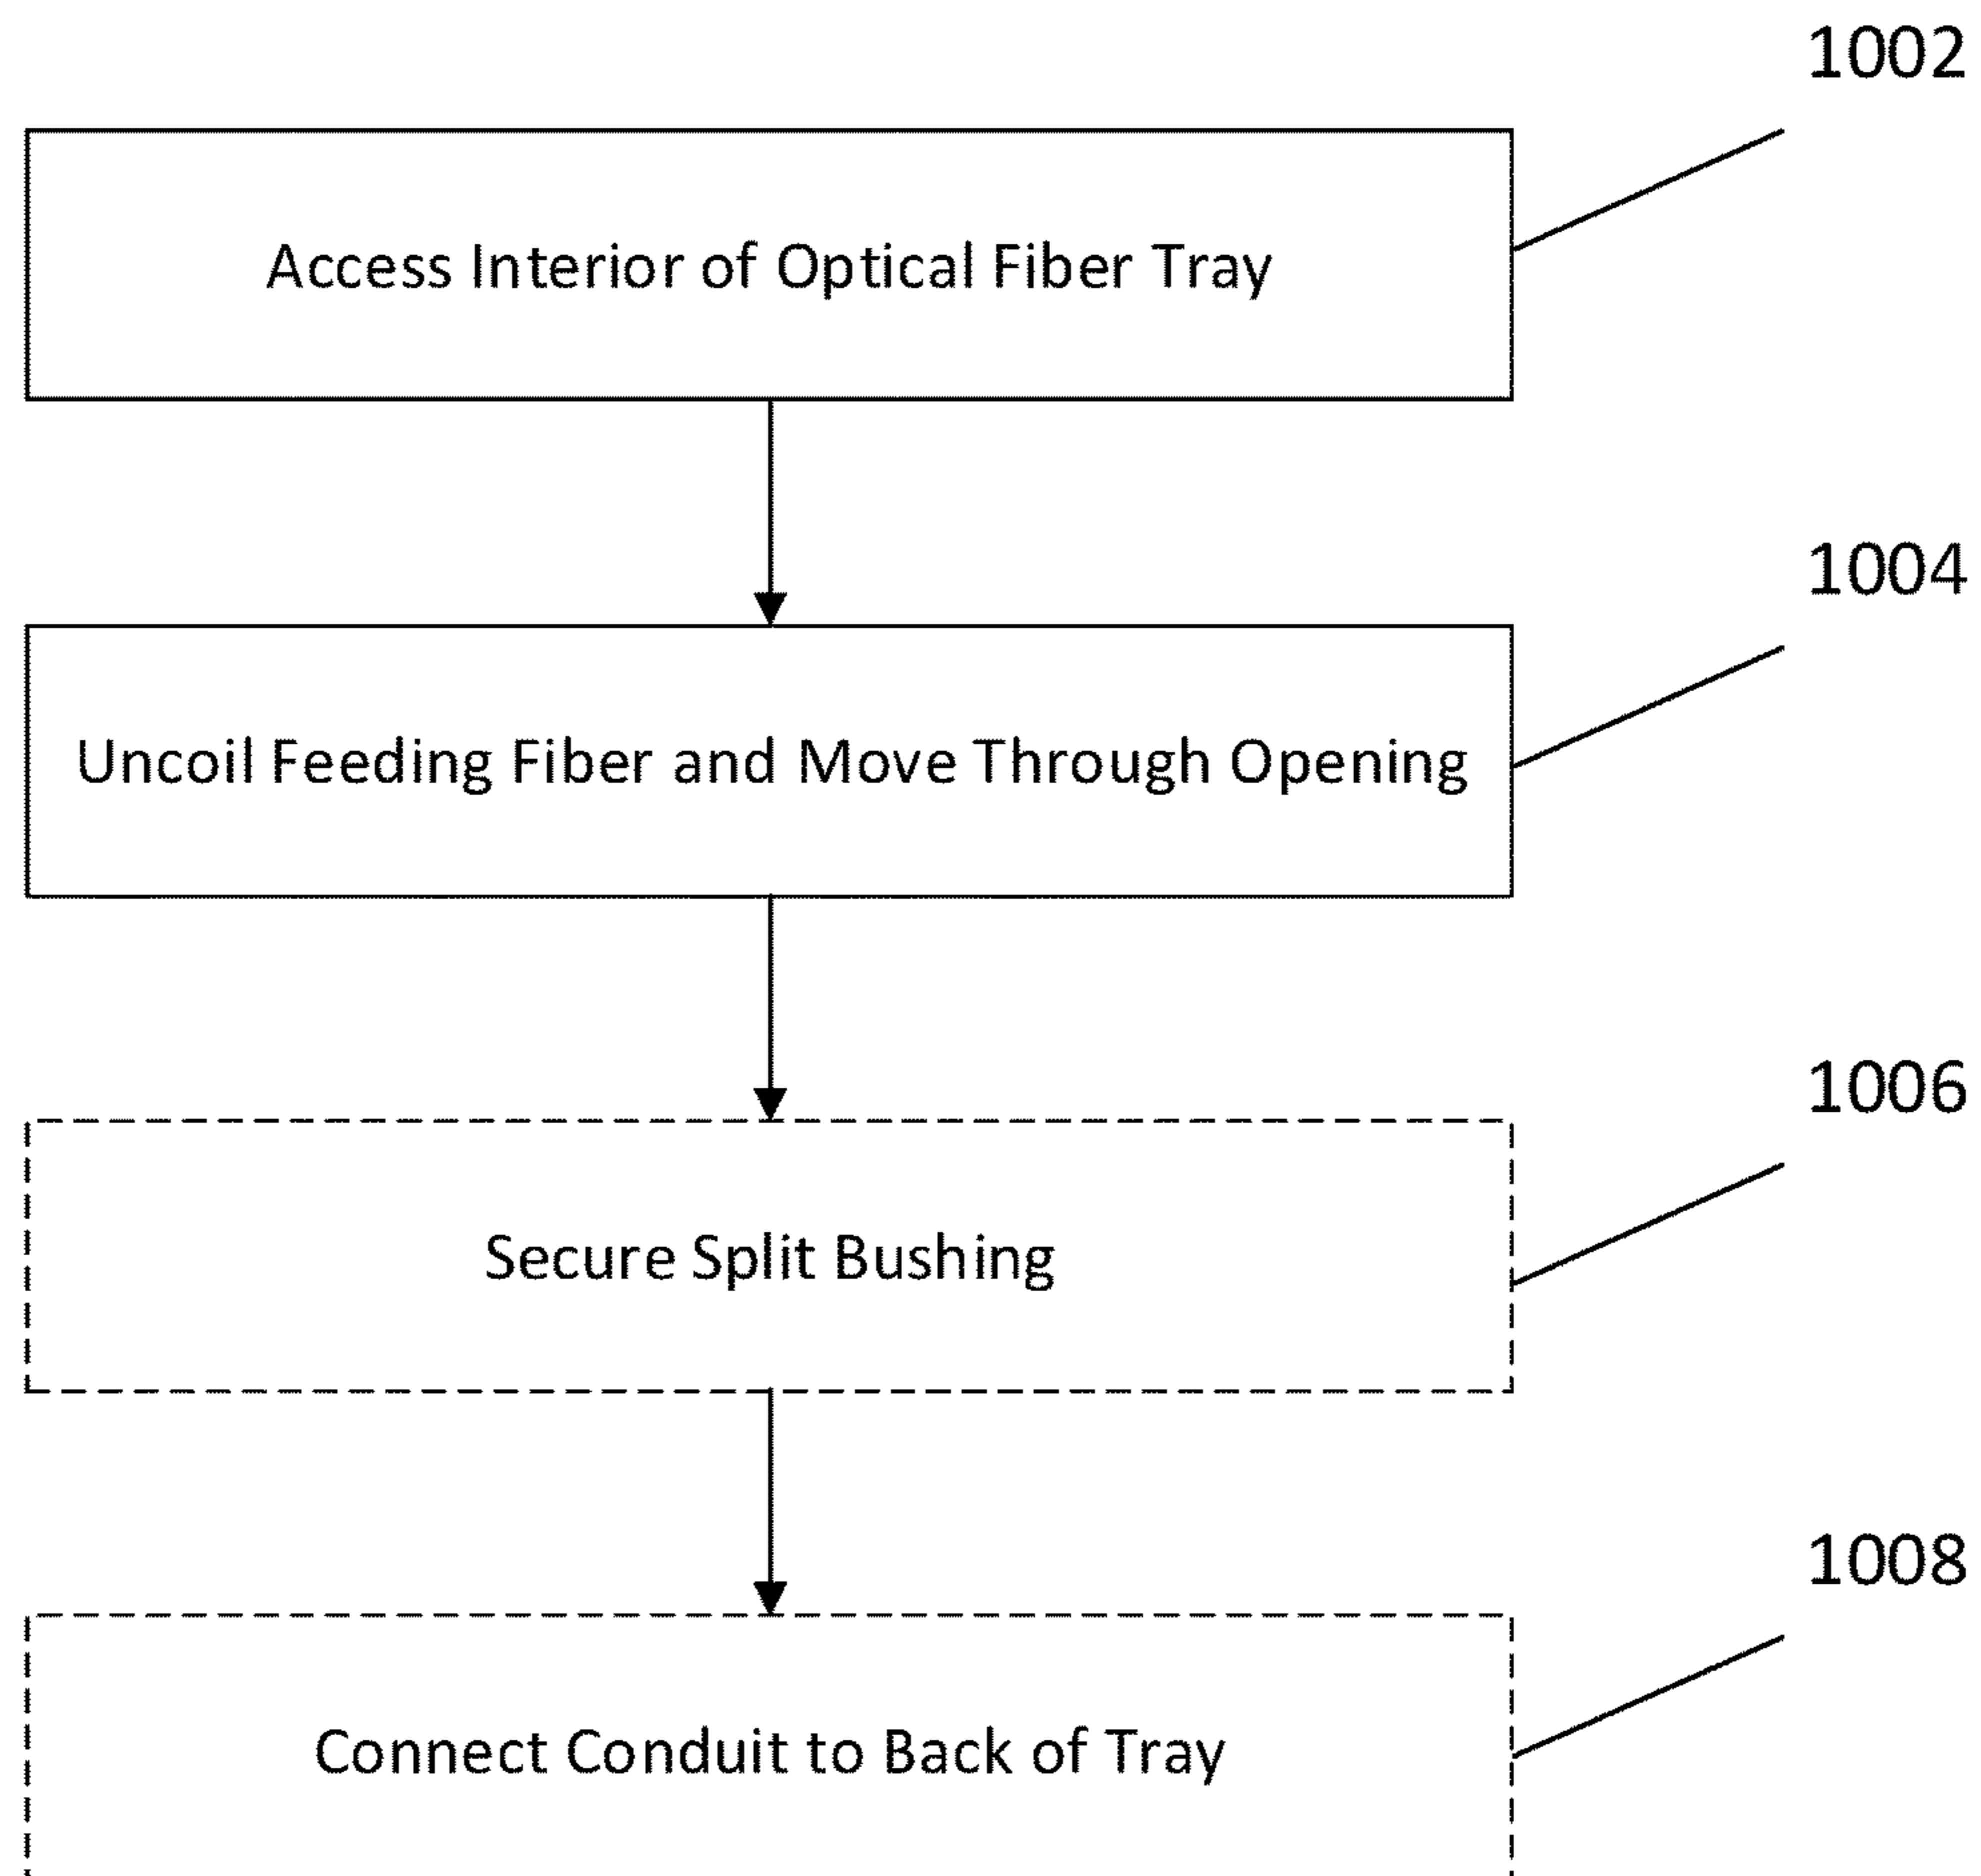 1002
Access Interior of Optical Fiber Tray
1004
Uncoil Feeding Fiber and Move Through Opening
1006
Secure Split Bushing
1008
Connect Conduit to Back of Tray